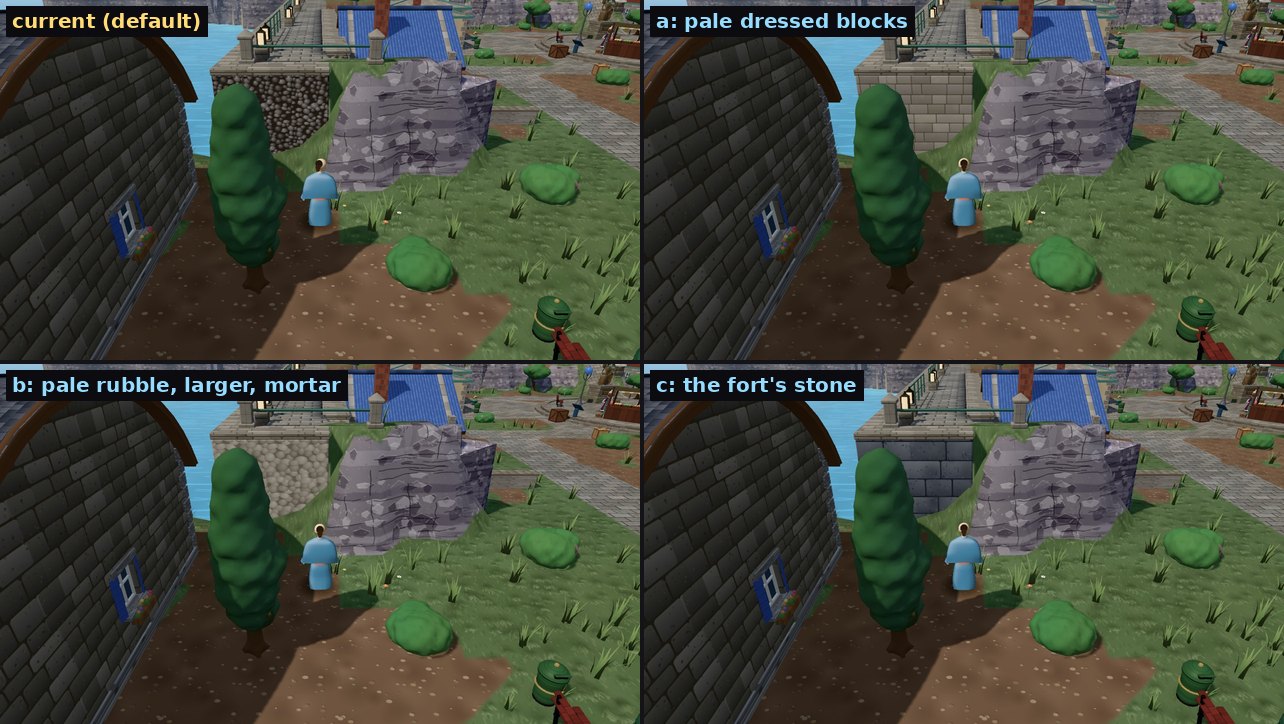 current (default)
a: pale dressed blocks
b: pale rubble, larger, mortar
c: the fort's stone